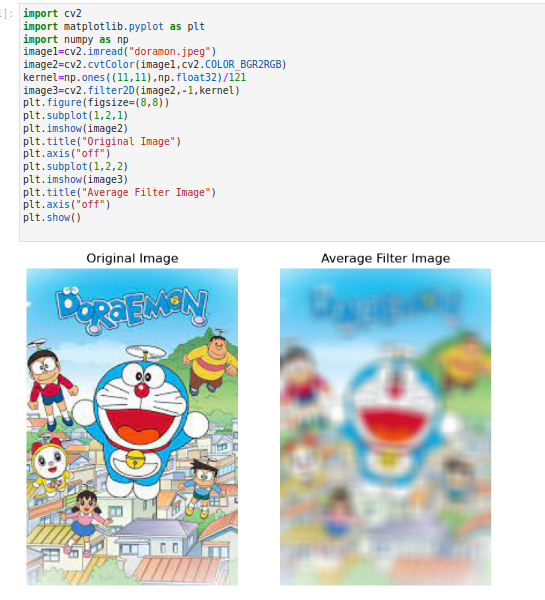 ]:
import cv2
import matplotlib.pyplot as plt
import numpy as np
image1=cv2.imread("doramon.jpeg")
image2=cv2.cvtColor(image1,cv2.COLOR_BGR2RGB)
kernel=np.ones((11,11),np.float32)/121
image3=cv2.filter2D(image2,-1,kernel)
plt.figure(figsize=(8,8))
plt.subplot(1,2,1)
plt.imshow(image2)
plt.title("Original Image")
plt.axis("off")
plt.subplot(1,2,2)
plt.imshow(image3)
plt.title("Average Filter Image")
plt.axis("off")
plt.show()
Original Image
Average Filter Image
DORAEMON
DORAEMON